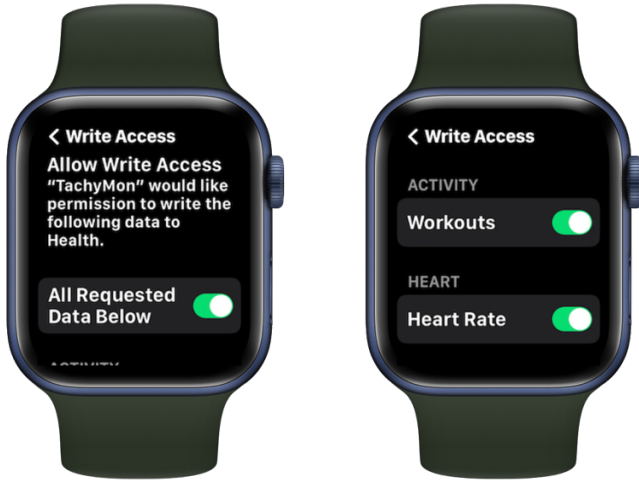 Write Access
Allow Write Access
“TachyMon” would like
permission to write the
following data to
Health.
All Requested
Data Below
ACTIVITY
Write Access
ACTIVITY
Workouts
HEART
Heart Rate